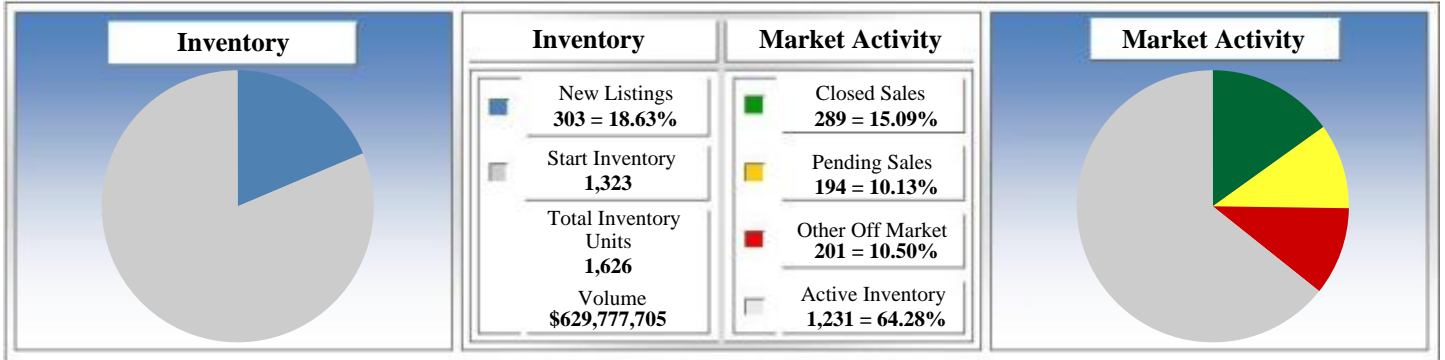 Inventory
Inventory
New Listings
303 = 18.63%
Start Inventory
1,323
Total Inventory
Units
1,626
Volume
$629,777,705
Market Activity
Closed Sales
289 = 15.09%
Pending Sales
194 = 10.13%
Other Off Market
201 = 10.50%
Active Inventory
1,231 = 64.28%
Market Activity